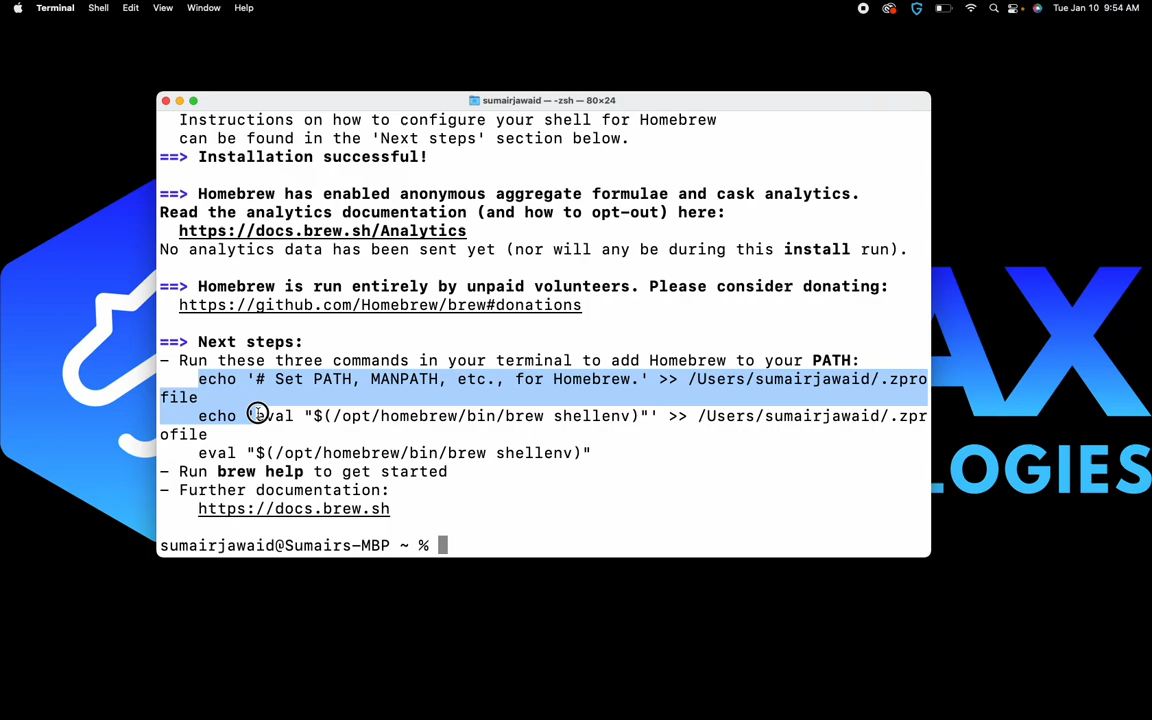 Terminal Shell Edit View Window Help Tue Jan 10 9:54 AM
sumairjawaid — -zsh — 80×24
Instructions on how to configure your shell for Homebrew
can be found in the 'Next steps' section below.
==> Installation successful!
==> Homebrew has enabled anonymous aggregate formulae and cask analytics.
Read the analytics documentation (and how to opt-out) here:
https://docs.brew.sh/Analytics
No analytics data has been sent yet (nor will any be during this install run).
==> Homebrew is run entirely by unpaid volunteers. Please consider donating:
https://github.com/Homebrew/brew#donations
==> Next steps:
- Run these three commands in your terminal to add Homebrew to your PATH:
echo '# Set PATH, MANPATH, etc., for Homebrew.' >> /Users/sumairjawaid/.zpro
file
echo 'eval "$(/opt/homebrew/bin/brew shellenv)"' >> /Users/sumairjawaid/.zpr
ofile
eval "$(/opt/homebrew/bin/brew shellenv)"
- Run brew help to get started
- Further documentation:
https://docs.brew.sh
sumairjawaid@Sumairs-MBP ~ %
AX
LOGIES